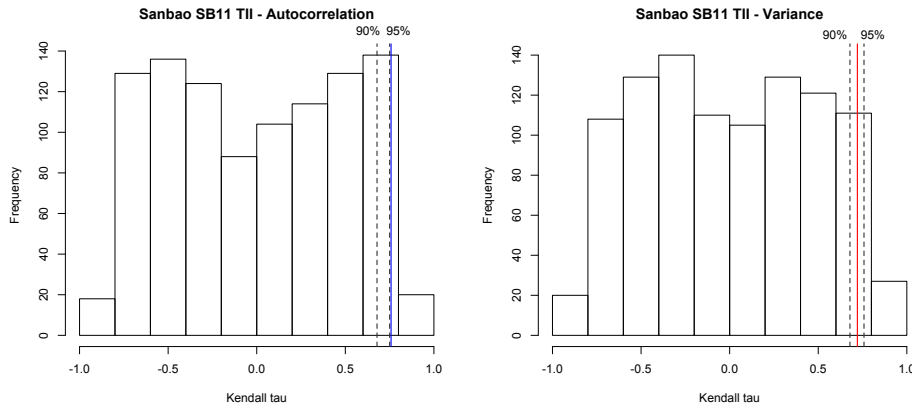 Sanbao SB11 TII - Autocorrelation
90% 95%
Frequency
0 20 40 60 80 100 120 140
-1.0 -0.5 0.0 0.5 1.0
Kendall tau
Sanbao SB11 TII - Variance
90% 95%
Frequency
0 20 40 60 80 100 120 140
-1.0 -0.5 0.0 0.5 1.0
Kendall tau